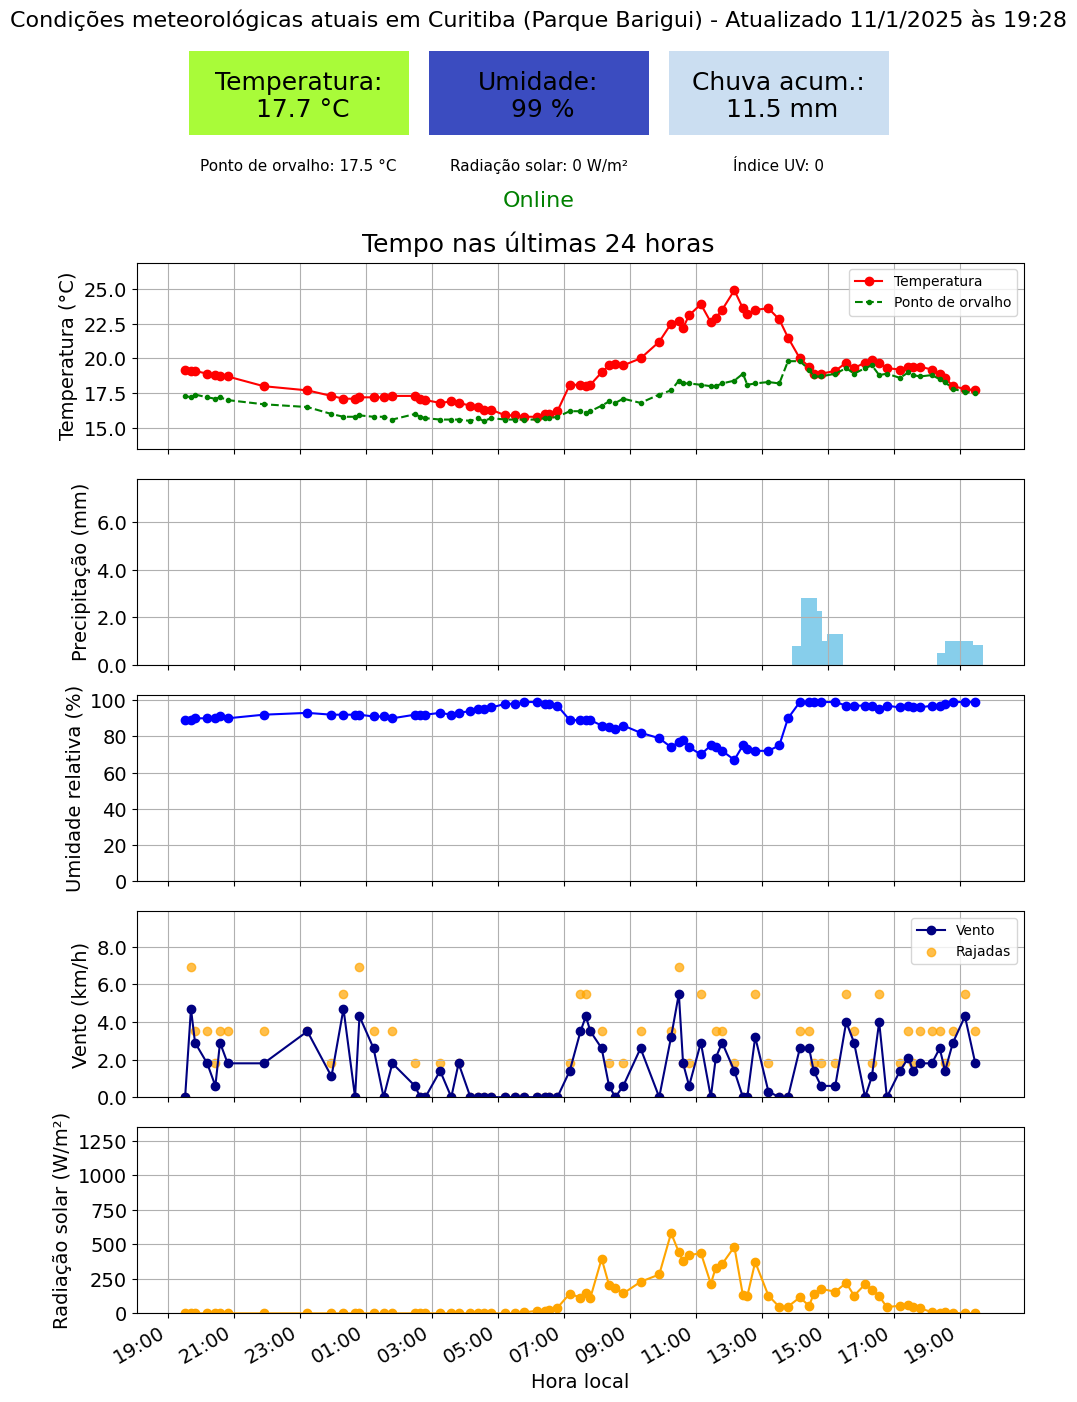 Condições meteorológicas atuais em Curitiba (Parque Barigui) - Atualizado 11/1/2025 às 19:28
Temperatura:
17.7 °C
Umidade:
99 %
Chuva acum.:
11.5 mm
Ponto de orvalho: 17.5 °C
Radiação solar: 0 W/m²
Índice UV: 0
Online
Tempo nas últimas 24 horas
Temperatura (°C)
25.0
22.5
20.0
17.5
15.0
Temperatura
Ponto de orvalho
Precipitação (mm)
6.0
4.0
2.0
0.0
Umidade relativa (%)
100
80
60
40
20
0
Vento (km/h)
8.0
6.0
4.0
2.0
0.0
Vento
Rajadas
Radiação solar (W/m²)
1250
1000
750
500
250
0
19:00
21:00
23:00
01:00
03:00
05:00
07:00
09:00
11:00
13:00
15:00
17:00
19:00
Hora local